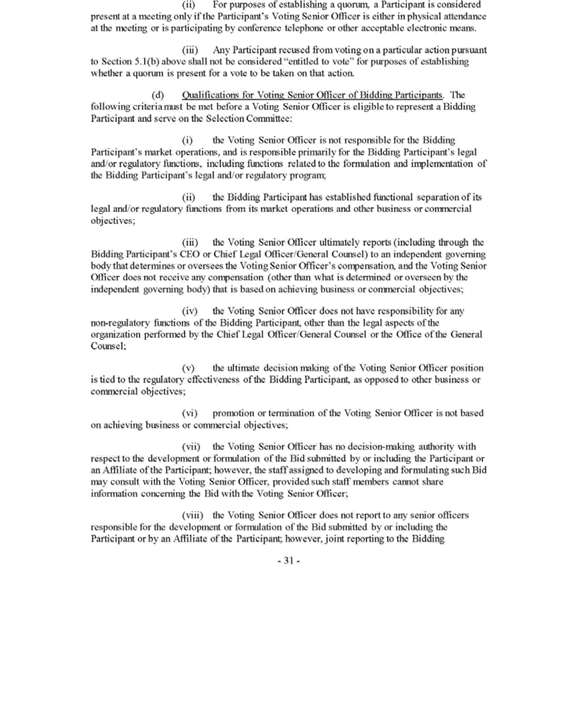 (ii) For purposes of establishing a quorum, a Participant is considered
present at a meeting only if the Participant's Voting Senior Officer is either in physical attendance
at the meeting or is participating by conference telephone or other acceptable electronic means.
(iii) Any Participant recused from voting on a particular action pursuant
to Section 5.1(b) above shall not be considered "entitled to vote" for purposes of establishing
whether a quorum is present for a vote to be taken on that action.
(d) Qualifications for Voting Senior Officer of Bidding Participants. The
following criteria must be met before a Voting Senior Officer is eligible to represent a Bidding
Participant and serve on the Selection Committee:
(i) the Voting Senior Officer is not responsible for the Bidding
Participant's market operations, and is responsible primarily for the Bidding Participant's legal
and/or regulatory functions, including functions related to the formulation and implementation of
the Bidding Participant's legal and/or regulatory program;
(ii) the Bidding Participant has established functional separation of its
legal and/or regulatory functions from its market operations and other business or commercial
objectives;
(iii) the Voting Senior Officer ultimately reports (including through the
Bidding Participant's CEO or Chief Legal Officer/General Counsel) to an independent governing
body that determines or oversees the Voting Senior Officer's compensation, and the Voting Senior
Officer does not receive any compensation (other than what is determined or overseen by the
independent governing body) that is based on achieving business or commercial objectives;
(iv) the Voting Senior Officer does not have responsibility for any
non-regulatory functions of the Bidding Participant, other than the legal aspects of the
organization performed by the Chief Legal Officer/General Counsel or the Office of the General
Counsel;
(v) the ultimate decision making of the Voting Senior Officer position
is tied to the regulatory effectiveness of the Bidding Participant, as opposed to other business or
commercial objectives;
(vi) promotion or termination of the Voting Senior Officer is not based
on achieving business or commercial objectives;
(vii) the Voting Senior Officer has no decision-making authority with
respect to the development or formulation of the Bid submitted by or including the Participant or
an Affiliate of the Participant; however, the staff assigned to developing and formulating such Bid
may consult with the Voting Senior Officer, provided such staff members cannot share
information concerning the Bid with the Voting Senior Officer;
(viii) the Voting Senior Officer does not report to any senior officers
responsible for the development or formulation of the Bid submitted by or including the
Participant or by an Affiliate of the Participant; however, joint reporting to the Bidding
- 31 -